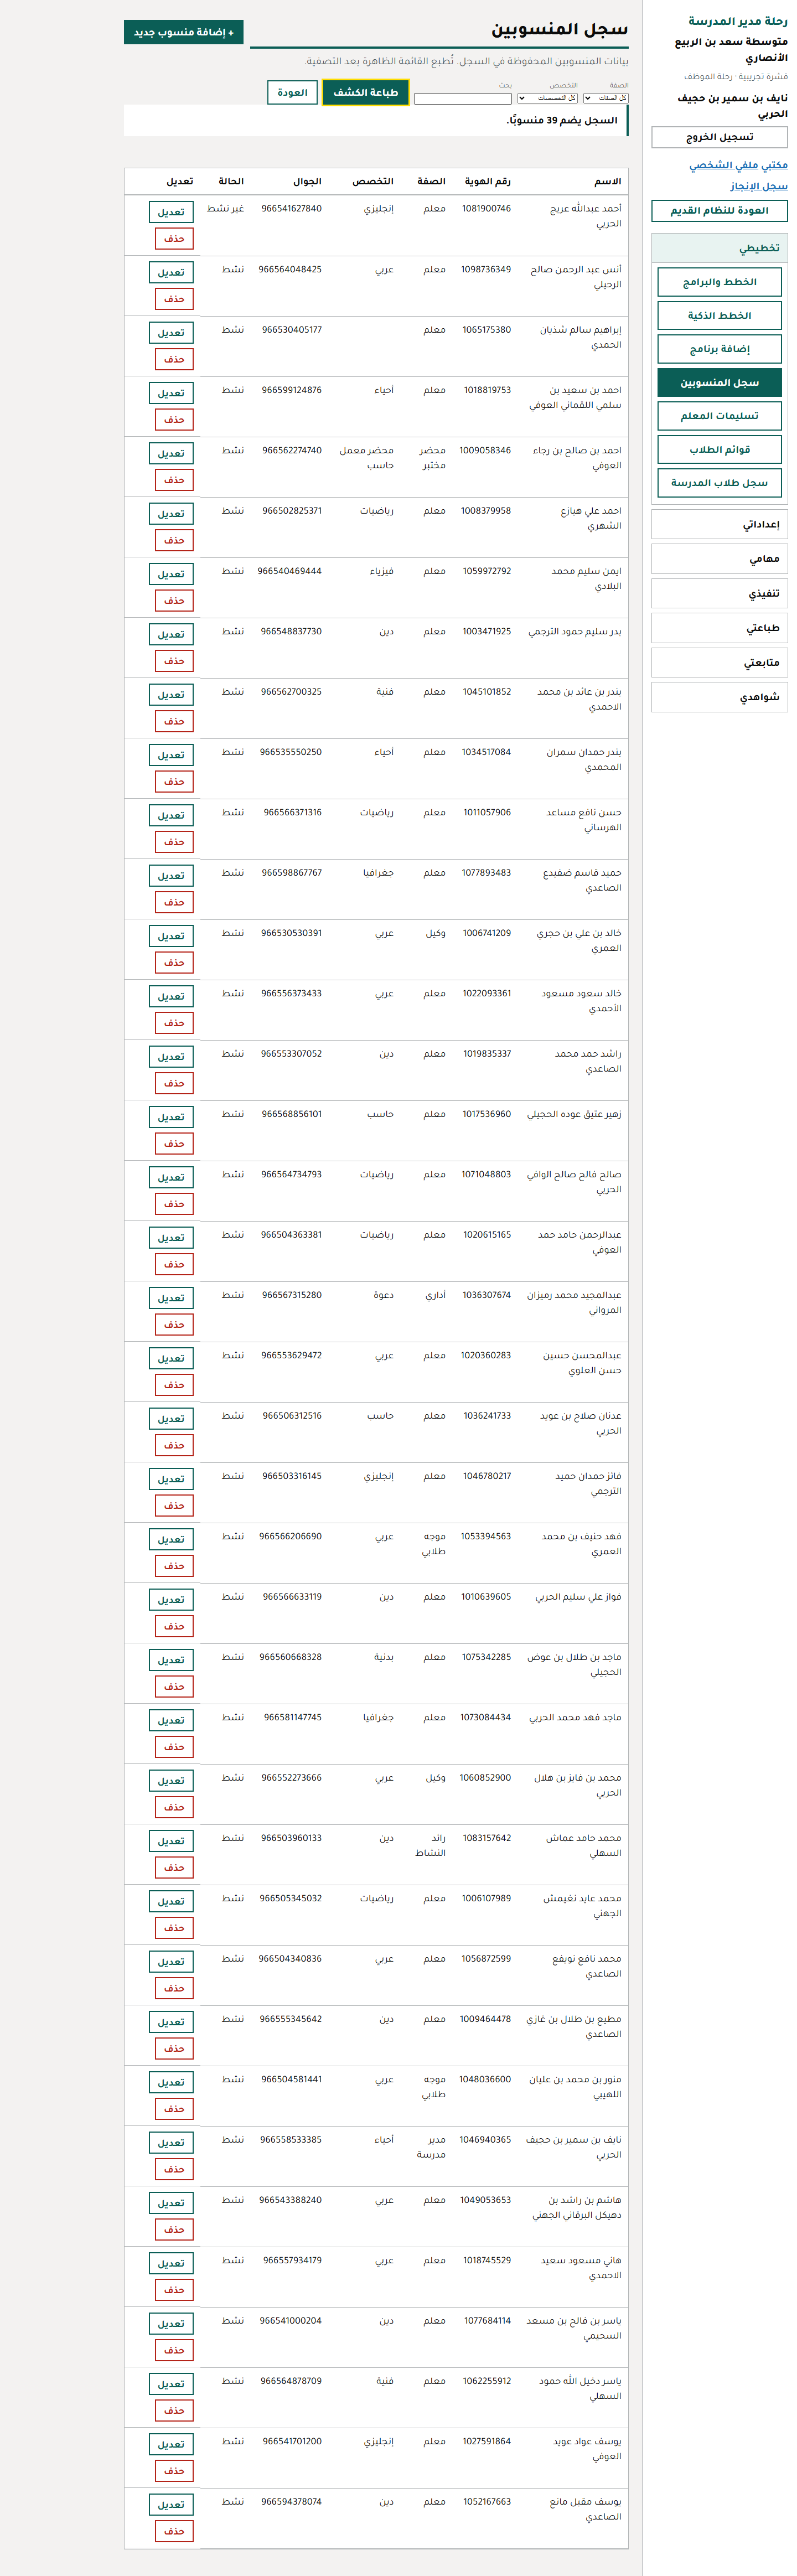 رحلة مدير المدرسة
متوسطة سعد بن الربيع
الأنصاري
قشرة تجريبية · رحلة الموظف
نايف بن سمير بن حجيف
الحربي
تسجيل الخروج
مكتبي ملفي الشخصي
سجل الإنجاز
العودة للنظام القديم
تخطيطي
الخطط والبرامج
الخطط الذكية
إضافة برنامج
سجل المنسوبين
تسليمات المعلم
قوائم الطلاب
سجل طلاب المدرسة
إعداداتي
مهامي
تنفيذي
طباعتي
متابعتي
شواهدي
سجل المنسوبين
+ إضافة منسوب جديد
بيانات المنسوبين المحفوظة في السجل. تُطبع القائمة الظاهرة بعد التصفية.
الصفة التخصص بحث
كل الصفات كل التخصصات طباعة الكشف العودة
السجل يضم 39 منسوبًا.
الاسم رقم الهوية الصفة التخصص الجوال الحالة تعديل
أحمد عبدالله عريج 1081900746 معلم إنجليزي 966541627840 غير نشط تعديل
الحربي حذف
أنس عبد الرحمن صالح 1098736349 معلم عربي 966564048425 نشط تعديل
الرحيلي حذف
إبراهيم سالم شذيان 1065175380 معلم 966530405177 نشط تعديل
الحمدي حذف
احمد بن سعيد بن 1018819753 معلم أحياء 966599124876 نشط تعديل
سلمي اللقماني العوفي حذف
احمد بن صالح بن رجاء 1009058346 محضر محضر معمل 966562274740 نشط تعديل
العوفي مختبر حاسب حذف
احمد علي هيازع 1008379958 معلم رياضيات 966502825371 نشط تعديل
الشهري حذف
ايمن سليم محمد 1059972792 معلم فيزياء 966540469444 نشط تعديل
البلادي حذف
بدر سليم حمود الترجمي 1003471925 معلم دين 966548837730 نشط تعديل
حذف
بندر بن عائد بن محمد 1045101852 معلم فنية 966562700325 نشط تعديل
الاحمدي حذف
بندر حمدان سمران 1034517084 معلم أحياء 966535550250 نشط تعديل
المحمدي حذف
حسن نافع مساعد 1011057906 معلم رياضيات 966566371316 نشط تعديل
الهرساني حذف
حميد قاسم ضفيدع 1077893483 معلم جغرافيا 966598867767 نشط تعديل
الصاعدي حذف
خالد بن علي بن حجري 1006741209 وكيل عربي 966530530391 نشط تعديل
العمري حذف
خالد سعود مسعود 1022093361 معلم عربي 966556373433 نشط تعديل
الأحمدي حذف
راشد حمد محمد 1019835337 معلم دين 966553307052 نشط تعديل
الصاعدي حذف
زهير عتيق عوده الحجيلي 1017536960 معلم حاسب 966568856101 نشط تعديل
حذف
صالح فالح صالح الوافي 1071048803 معلم رياضيات 966564734793 نشط تعديل
الحربي حذف
عبدالرحمن حامد حمد 1020615165 معلم رياضيات 966504363381 نشط تعديل
العوفي حذف
عبدالمجيد محمد رميزان 1036307674 أداري دعوة 966567315280 نشط تعديل
المرواني حذف
عبدالمحسن حسين 1020360283 معلم عربي 966553629472 نشط تعديل
حسن العلوي حذف
عدنان صلاح بن عويد 1036241733 معلم حاسب 966506312516 نشط تعديل
الحربي حذف
فائز حمدان حميد 1046780217 معلم إنجليزي 966503316145 نشط تعديل
الترجمي حذف
فهد حنيف بن محمد 1053394563 موجه عربي 966566206690 نشط تعديل
العمري طلابي حذف
فواز علي سليم الحربي 1010639605 معلم دين 966566633119 نشط تعديل
حذف
ماجد بن طلال بن عوض 1075342285 معلم بدنية 966560668328 نشط تعديل
الحجيلي حذف
ماجد فهد محمد الحربي 1073084434 معلم جغرافيا 966581147745 نشط تعديل
حذف
محمد بن فايز بن هلال 1060852900 وكيل عربي 966552273666 نشط تعديل
الحربي حذف
محمد حامد عماش 1083157642 رائد دين 966503960133 نشط تعديل
السهلي النشاط حذف
محمد عايد نغيمش 1006107989 معلم رياضيات 966505345032 نشط تعديل
الجهني حذف
محمد نافع نويفع 1056872599 معلم عربي 966504340836 نشط تعديل
الصاعدي حذف
مطيع بن طلال بن غازي 1009464478 معلم دين 966555345642 نشط تعديل
الصاعدي حذف
منور بن محمد بن عليان 1048036600 موجه عربي 966504581441 نشط تعديل
اللهيبي طلابي حذف
نايف بن سمير بن حجيف 1046940365 مدير أحياء 966558533385 نشط تعديل
الحربي مدرسة حذف
هاشم بن راشد بن 1049053653 معلم عربي 966543388240 نشط تعديل
دهيكل البرقاني الجهني حذف
هاني مسعود سعيد 1018745529 معلم عربي 966557934179 نشط تعديل
الاحمدي حذف
ياسر بن فالح بن مسعد 1077684114 معلم دين 966541000204 نشط تعديل
السحيمي حذف
ياسر دخيل الله حمود 1062255912 معلم فنية 966564878709 نشط تعديل
السهلي حذف
يوسف عواد عويد 1027591864 معلم إنجليزي 966541701200 نشط تعديل
العوفي حذف
يوسف مقبل مانع 1052167663 معلم دين 966594378074 نشط تعديل
الصاعدي حذف